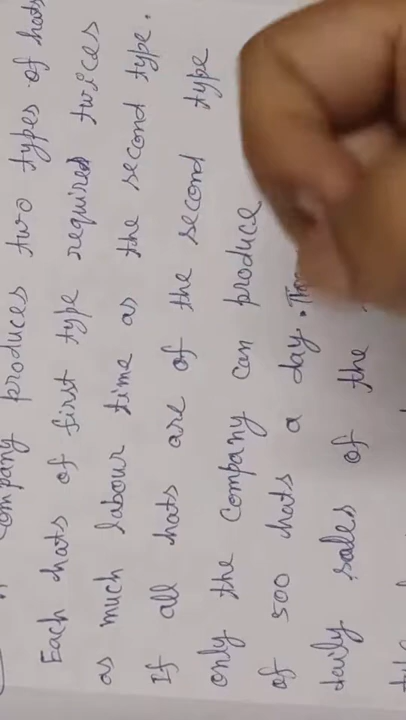 Company produces two types of hats
Each hats of first type required twices
as much labour time as the second type.
If all hats are of the second type
only the company can produce
of 500 hats a day.
daily sales of the